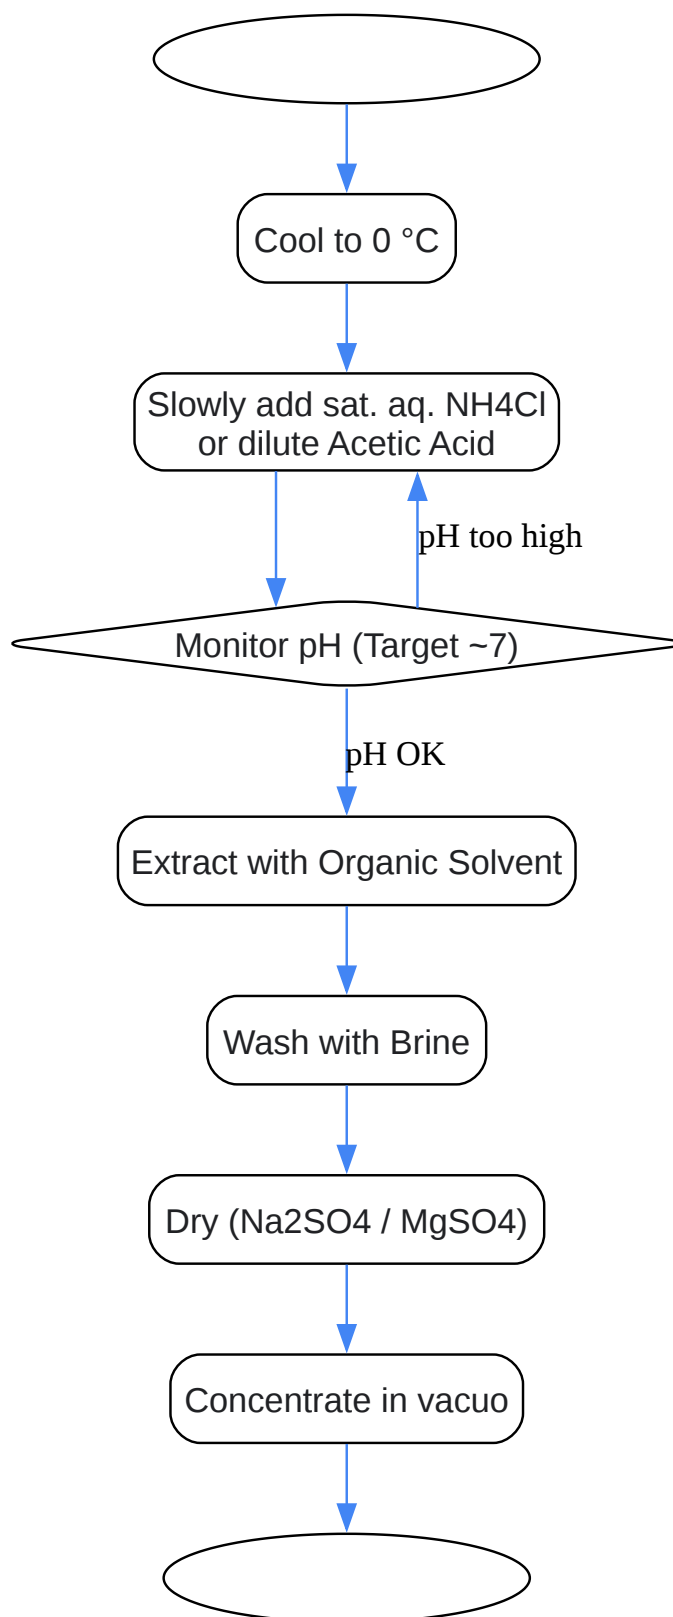 Cool to 0 °C
Slowly add sat. aq. NH4Cl
or dilute Acetic Acid
pH too high
Monitor pH (Target ~7)
pH OK
Extract with Organic Solvent
Wash with Brine
Dry (Na2SO4 / MgSO4)
Concentrate in vacuo